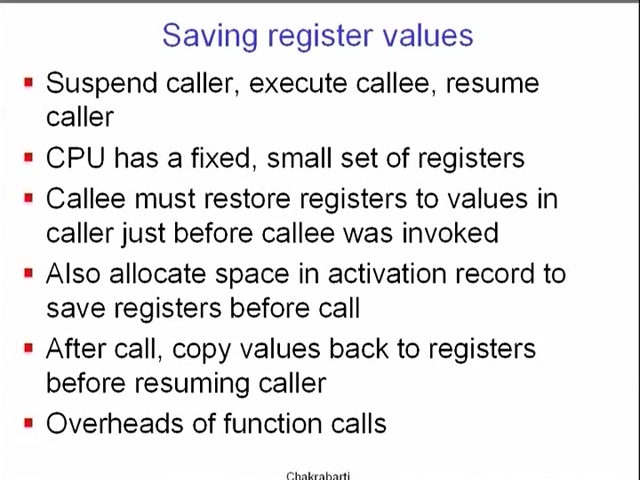 Saving register values
Suspend caller, execute callee, resume
caller
CPU has a fixed, small set of registers
Callee must restore registers to values in
caller just before callee was invoked
Also allocate space in activation record to
save registers before call
After call, copy values back to registers
before resuming caller
Overheads of function calls
Chakrabarti